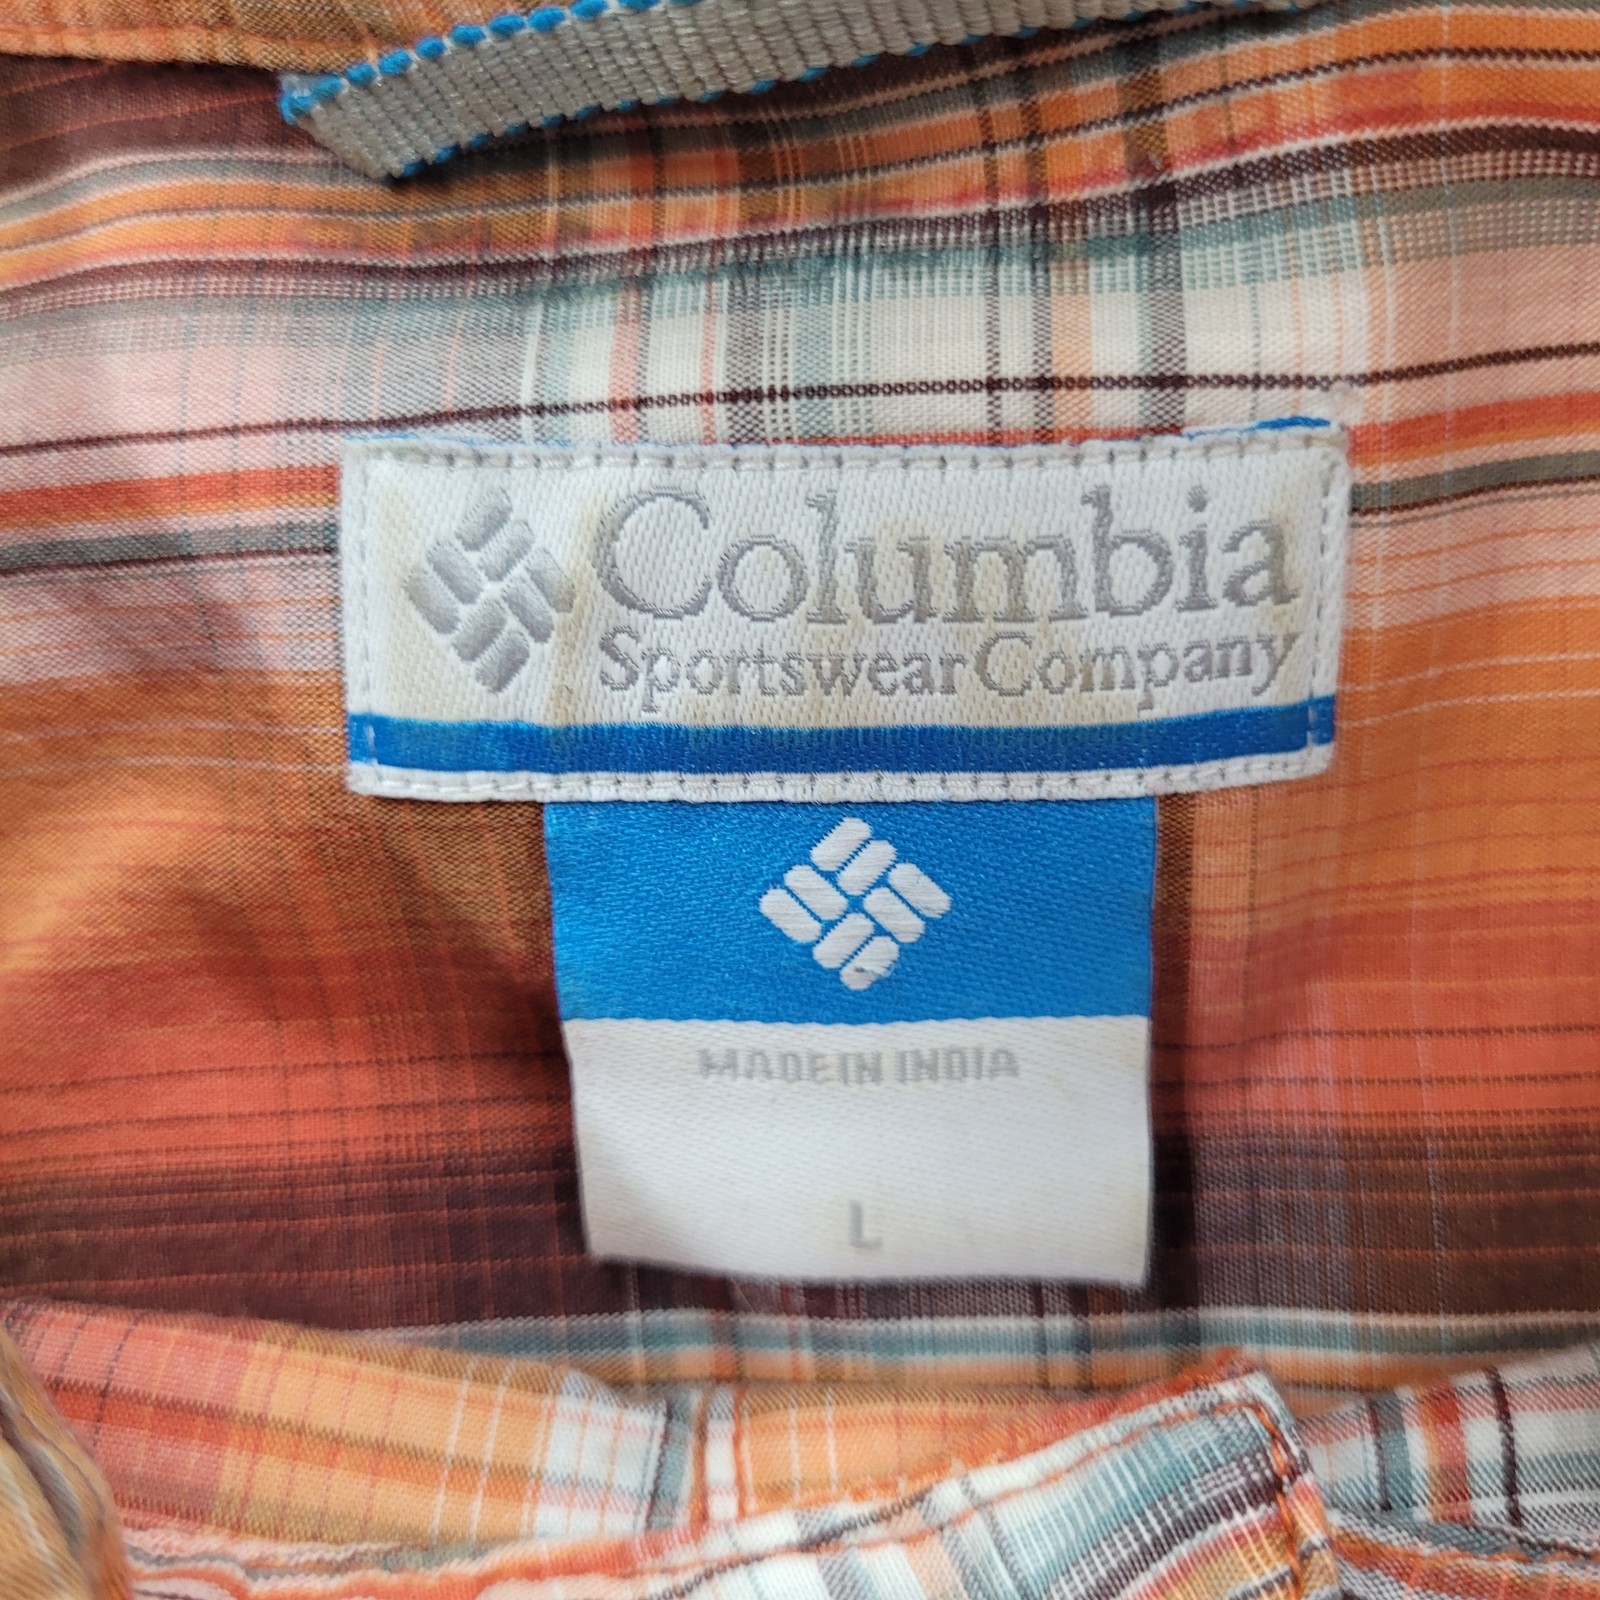 Columbia
Sportswear Company
MADE IN INDIA
L